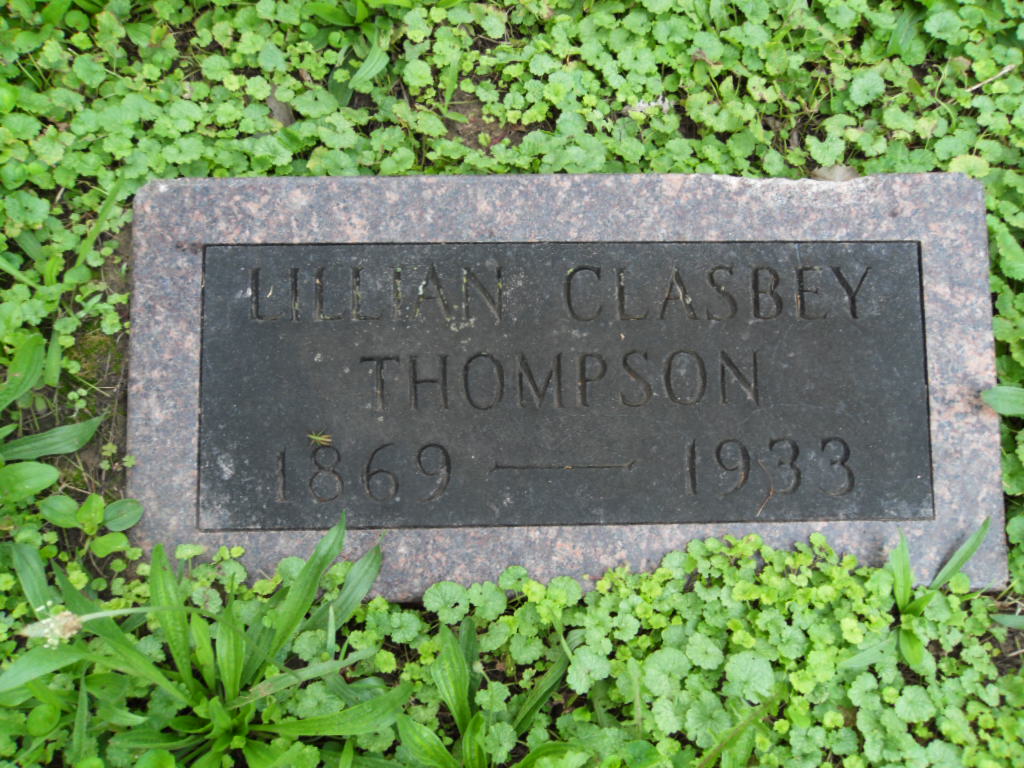 LILLIAN CLASBEY
THOMPSON
1869 — 1933